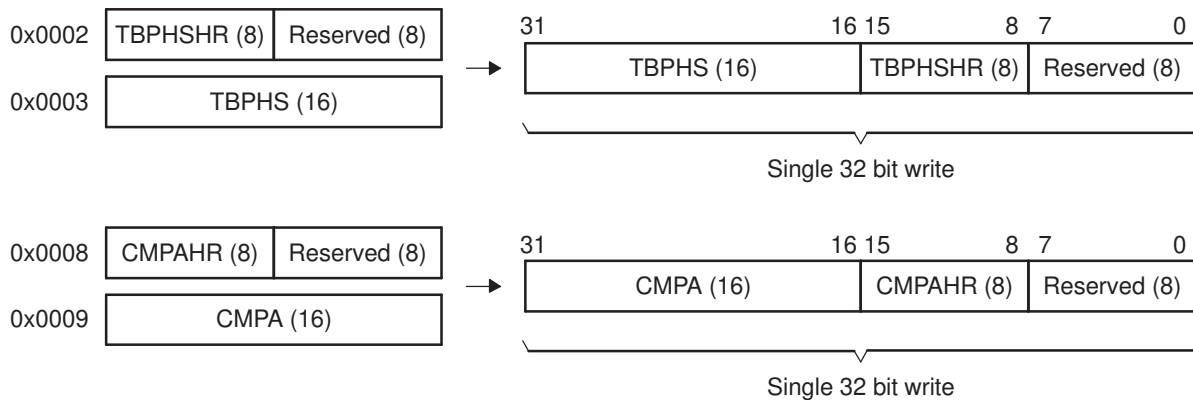 0x0002 TBPHSHR (8) Reserved (8)
0x0003 TBPHS (16)
31 16 15 8 7 0
TBPHS (16) TBPHSHR (8) Reserved (8)
Single 32 bit write
0x0008 CMPAHR (8) Reserved (8)
0x0009 CMPA (16)
31 16 15 8 7 0
CMPA (16) CMPAHR (8) Reserved (8)
Single 32 bit write